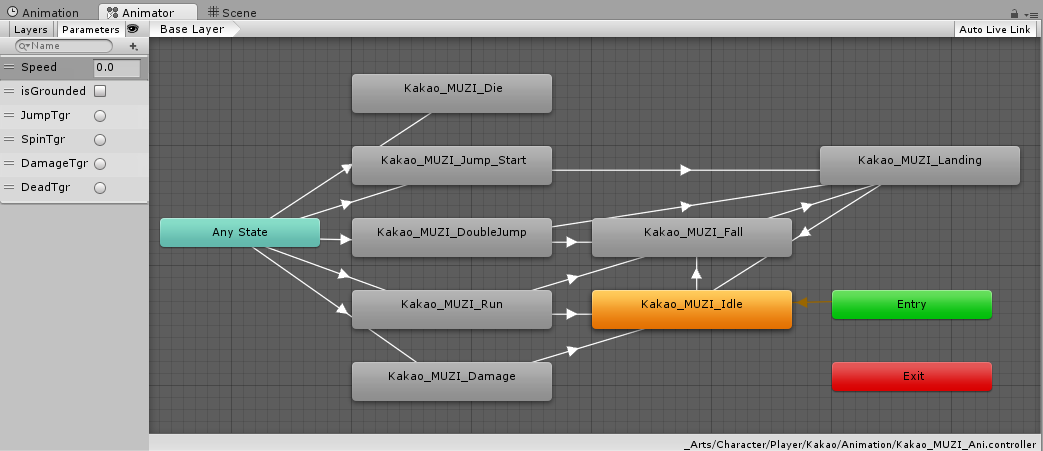 Animation Animator Scene
Layers Parameters Base Layer Auto Live Link
Name
Speed 0.0
isGrounded
JumpTgr
SpinTgr
DamageTgr
DeadTgr
Kakao_MUZI_Die
Kakao_MUZI_Jump_Start Kakao_MUZI_Landing
Any State Kakao_MUZI_DoubleJump Kakao_MUZI_Fall
Kakao_MUZI_Run Kakao_MUZI_Idle Entry
Kakao_MUZI_Damage Exit
_Arts/Character/Player/Kakao/Animation/Kakao_MUZI_Ani.controller